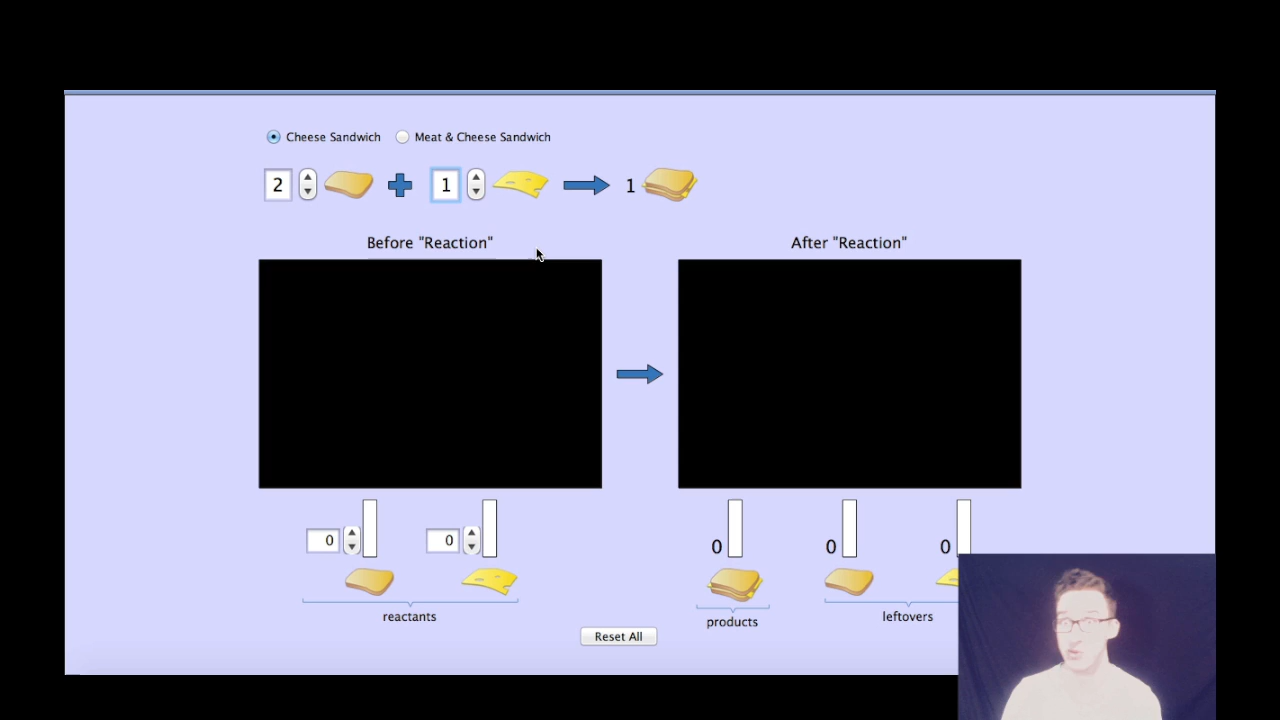 Cheese Sandwich Meat & Cheese Sandwich
2 1 1
Before "Reaction" After "Reaction"
0 0 0 0 0
reactants products leftovers
Reset All